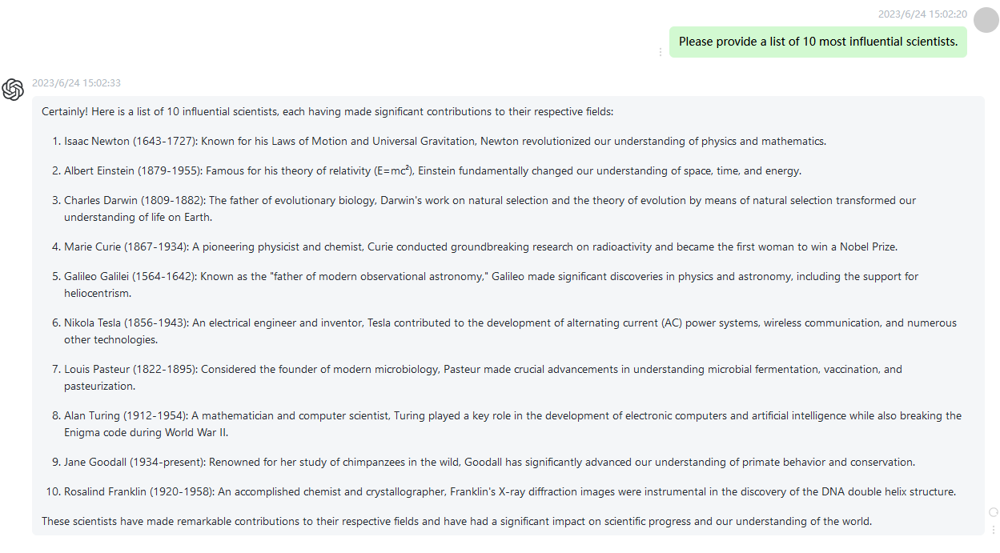 2023/6/24 15:02:20
Please provide a list of 10 most influential scientists.
2023/6/24 15:02:33
Certainly! Here is a list of 10 influential scientists, each having made significant contributions to their respective fields:
1. Isaac Newton (1643-1727): Known for his Laws of Motion and Universal Gravitation, Newton revolutionized our understanding of physics and mathematics.
2. Albert Einstein (1879-1955): Famous for his theory of relativity (E=mc²), Einstein fundamentally changed our understanding of space, time, and energy.
3. Charles Darwin (1809-1882): The father of evolutionary biology, Darwin's work on natural selection and the theory of evolution by means of natural selection transformed our
understanding of life on Earth.
4. Marie Curie (1867-1934): A pioneering physicist and chemist, Curie conducted groundbreaking research on radioactivity and became the first woman to win a Nobel Prize.
5. Galileo Galilei (1564-1642): Known as the "father of modern observational astronomy," Galileo made significant discoveries in physics and astronomy, including the support for
heliocentrism.
6. Nikola Tesla (1856-1943): An electrical engineer and inventor, Tesla contributed to the development of alternating current (AC) power systems, wireless communication, and numerous
other technologies.
7. Louis Pasteur (1822-1895): Considered the founder of modern microbiology, Pasteur made crucial advancements in understanding microbial fermentation, vaccination, and
pasteurization.
8. Alan Turing (1912-1954): A mathematician and computer scientist, Turing played a key role in the development of electronic computers and artificial intelligence while also breaking the
Enigma code during World War II.
9. Jane Goodall (1934-present): Renowned for her study of chimpanzees in the wild, Goodall has significantly advanced our understanding of primate behavior and conservation.
10. Rosalind Franklin (1920-1958): An accomplished chemist and crystallographer, Franklin's X-ray diffraction images were instrumental in the discovery of the DNA double helix structure.
These scientists have made remarkable contributions to their respective fields and have had a significant impact on scientific progress and our understanding of the world.